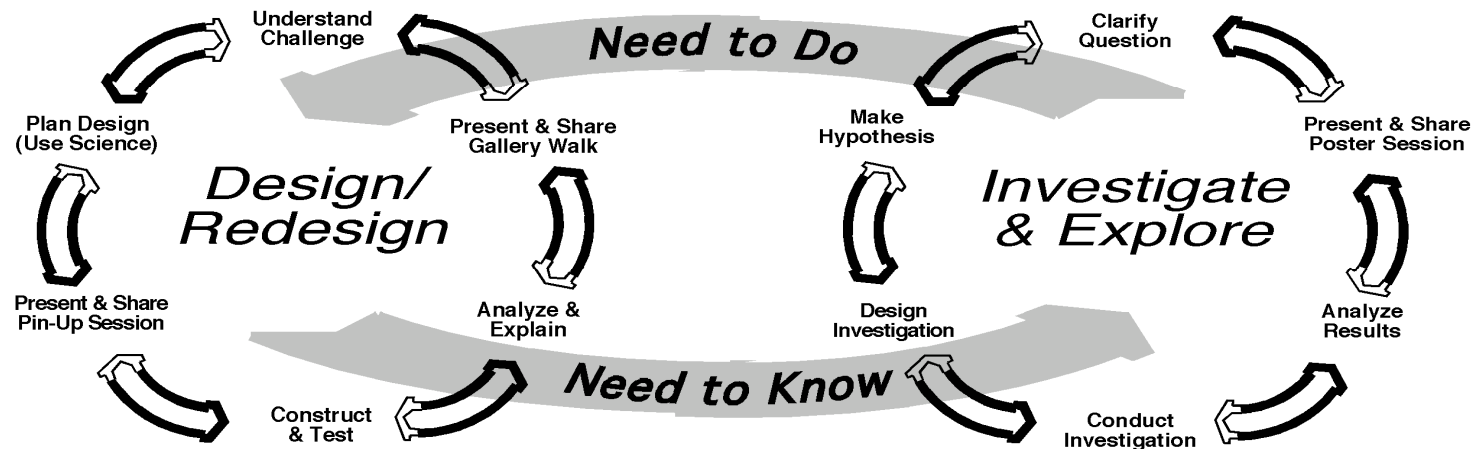 Need to Do
Understand
Challenge
Plan Design
(Use Science)
Present & Share
Gallery Walk
Design/
Redesign
Present & Share
Pin-Up Session
Analyze &
Explain
Construct
& Test
Clarify
Question
Make
Hypothesis
Present & Share
Poster Session
Investigate
& Explore
Design
Investigation
Analyze
Results
Conduct
Investigation
Need to Know